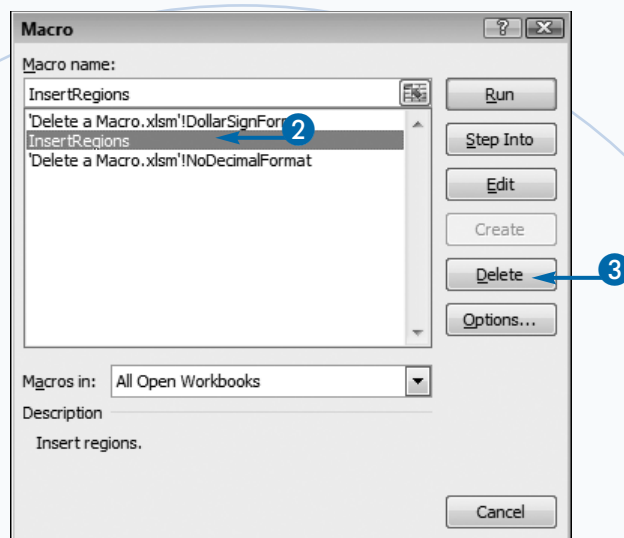 Macro
Macro name:
InsertRegions
Run
'Delete a Macro.xlsm'!DollarSignFor
2
InsertRegions
Step Into
'Delete a Macro.xlsm'!NoDecimalFormat
Edit
Create
Delete
3
Options...
Macros in: All Open Workbooks
Description
Insert regions.
Cancel